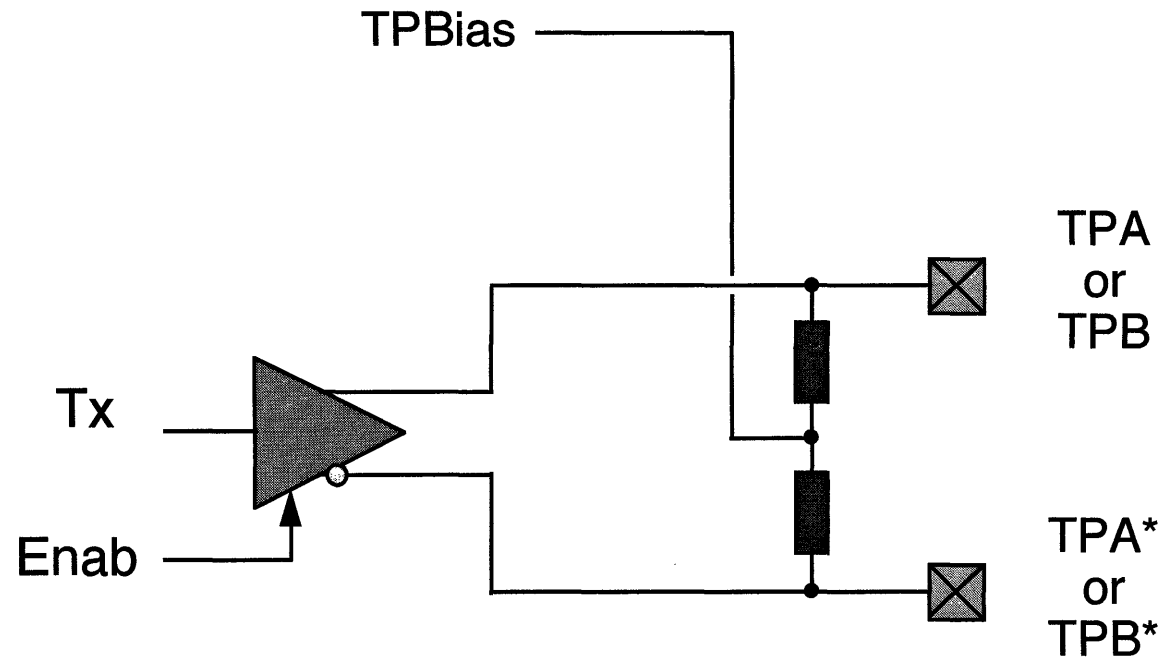 TPBias
TPA
or
TPB
Tx
Enab
TPA*
or
TPB*